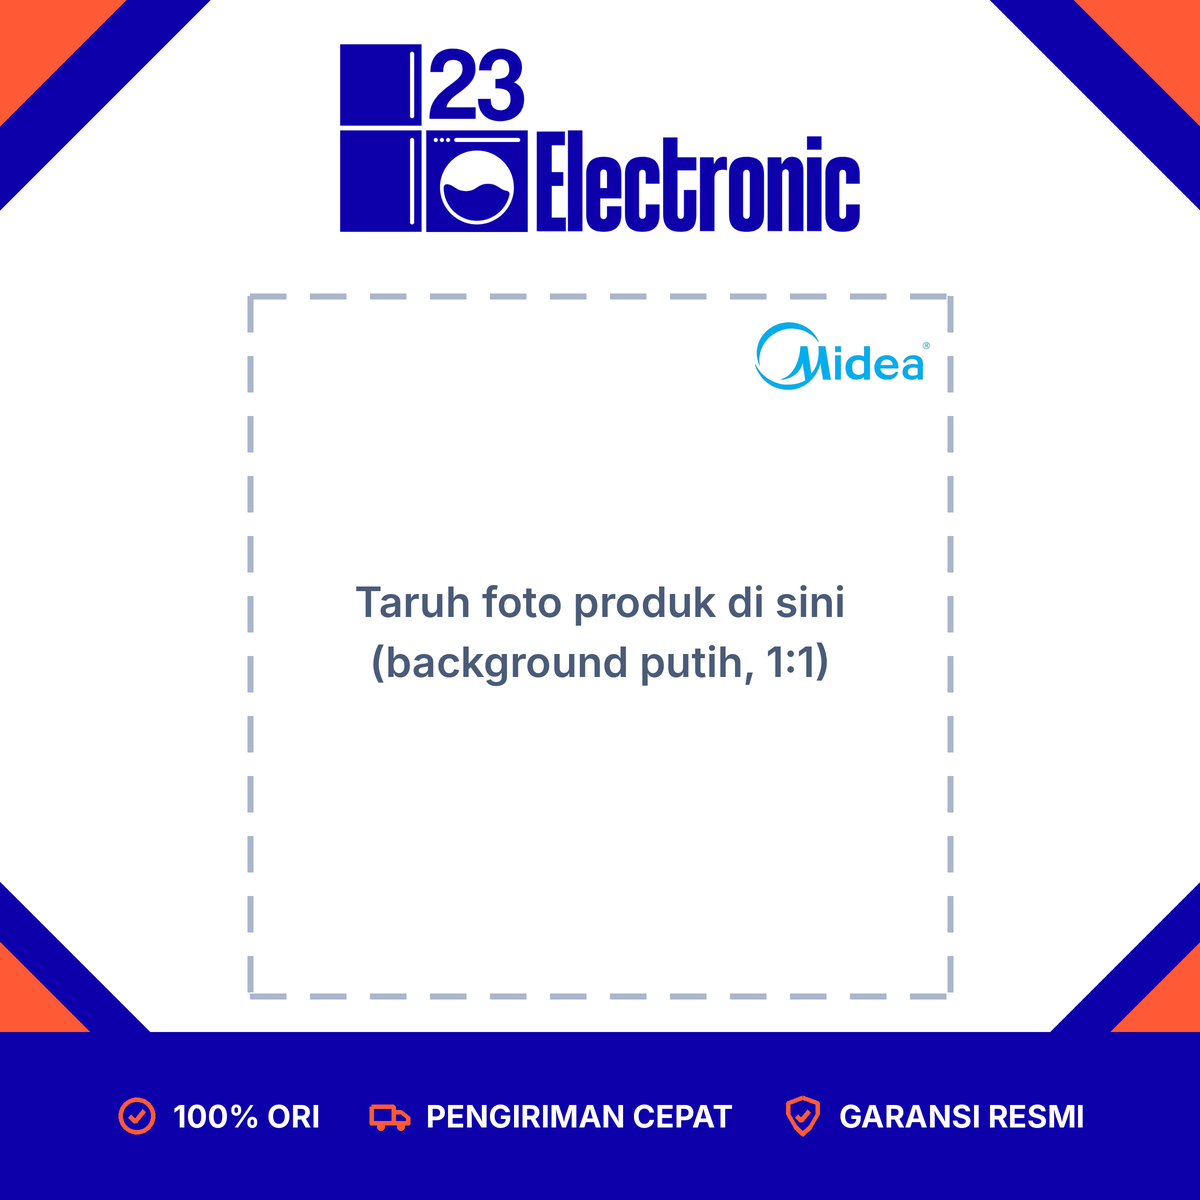 23
Electronic
Midea®
Taruh foto produk di sini
(background putih, 1:1)
100% ORI
PENGIRIMAN CEPAT
GARANSI RESMI